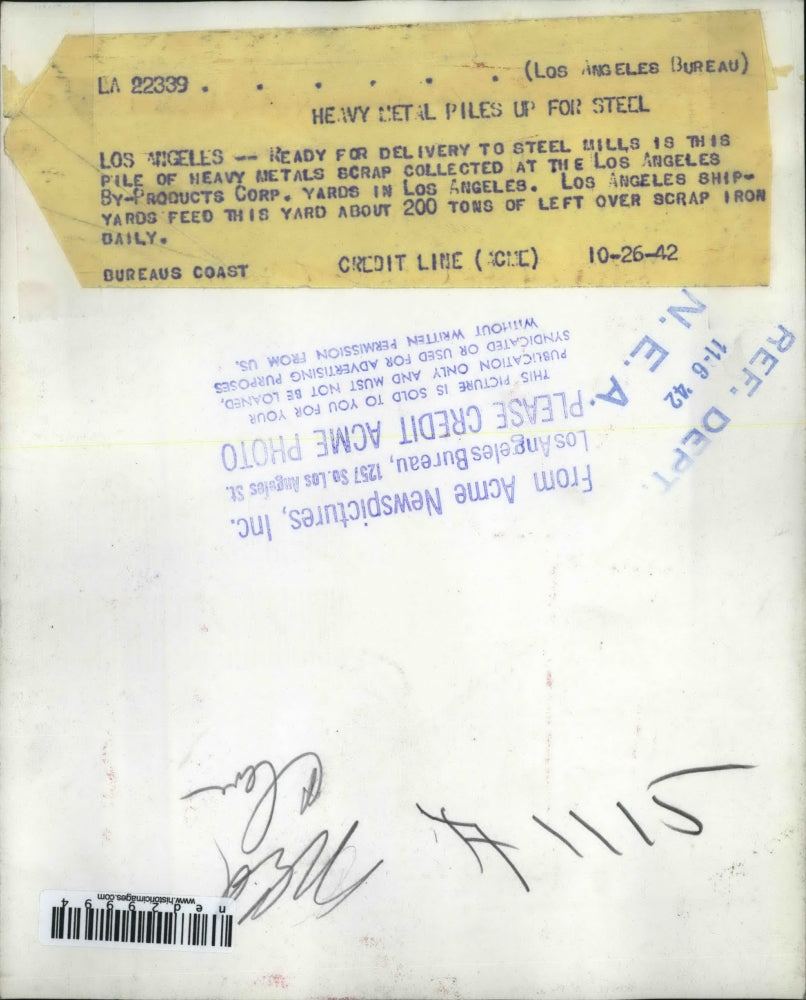 LA 22339 . . . . . . (LOS ANGELES BUREAU)
HEAVY METAL PILES UP FOR STEEL
LOS ANGELES -- READY FOR DELIVERY TO STEEL MILLS IS THIS
PILE OF HEAVY METALS SCRAP COLLECTED AT THE LOS ANGELES
BY-PRODUCTS CORP. YARDS IN LOS ANGELES. LOS ANGELES SHIP-
YARDS FEED THIS YARD ABOUT 200 TONS OF LEFT OVER SCRAP IRON
DAILY.
BUREAUS COAST CREDIT LINE (ACME) 10-26-42
From Acme Newspictures, Inc.
Los Angeles Bureau, 1257 So. Los Angeles St.
PLEASE CREDIT ACME PHOTO
THIS PICTURE IS SOLD TO YOU FOR YOUR
PUBLICATION ONLY AND MUST NOT BE LOANED,
SYNDICATED OR USED FOR ADVERTISING PURPOSES
WITHOUT WRITTEN PERMISSION FROM US.
REF. DEPT.
11-6-42
N. E. A.
# 1115
ned29994
www.historicimages.com